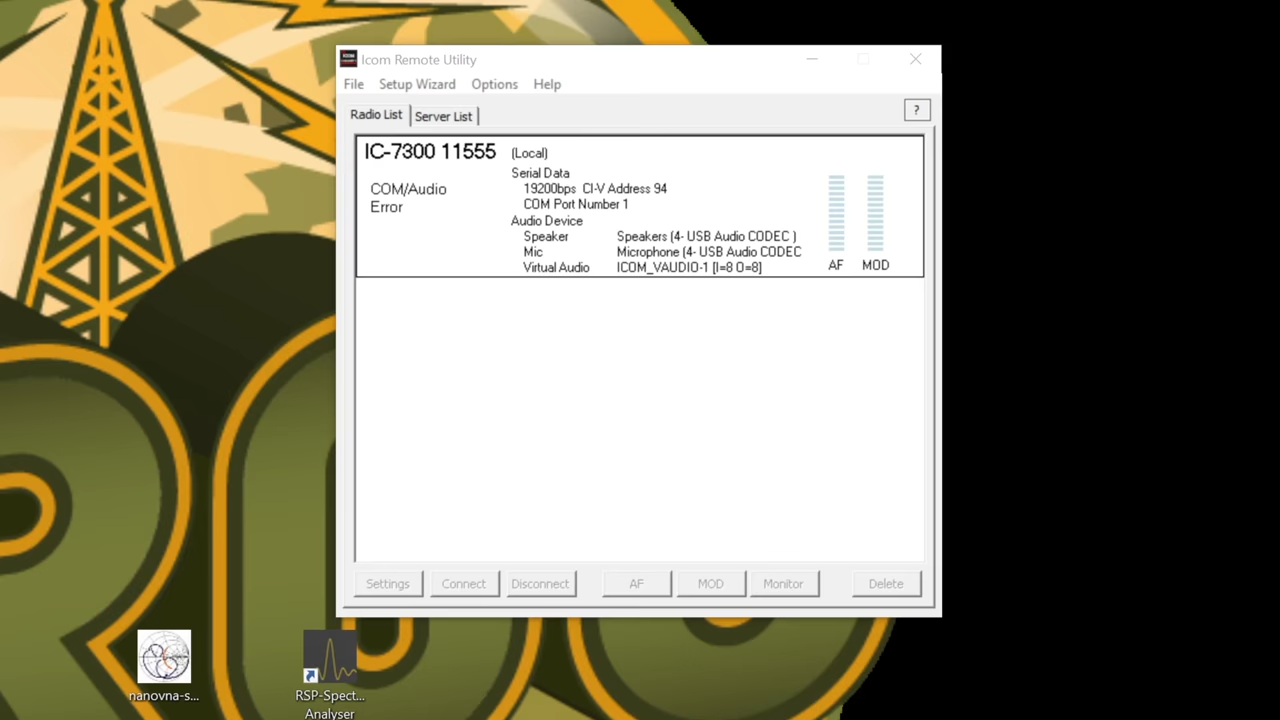 Icom Remote Utility
File Setup Wizard Options Help
Radio List Server List ?
IC-7300 11555 (Local)
Serial Data
COM/Audio 19200bps CI-V Address 94
Error COM Port Number 1
Audio Device
Speaker Speakers (4- USB Audio CODEC )
Mic Microphone (4- USB Audio CODEC
Virtual Audio ICOM_VAUDIO-1 [I=8 O=8] AF MOD
Settings Connect Disconnect AF MOD Monitor Delete
nanovna-s... RSP-Spect...
Analyser